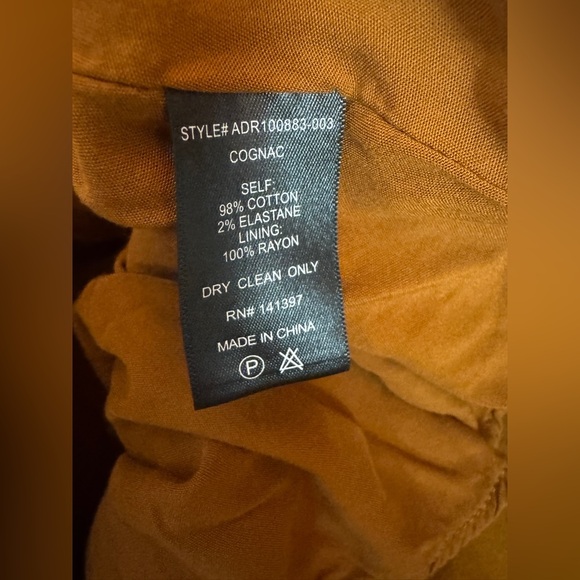 STYLE# ADR100883-003
COGNAC
SELF:
98% COTTON
2% ELASTANE
LINING:
100% RAYON
DRY CLEAN ONLY
RN# 141397
MADE IN CHINA
P